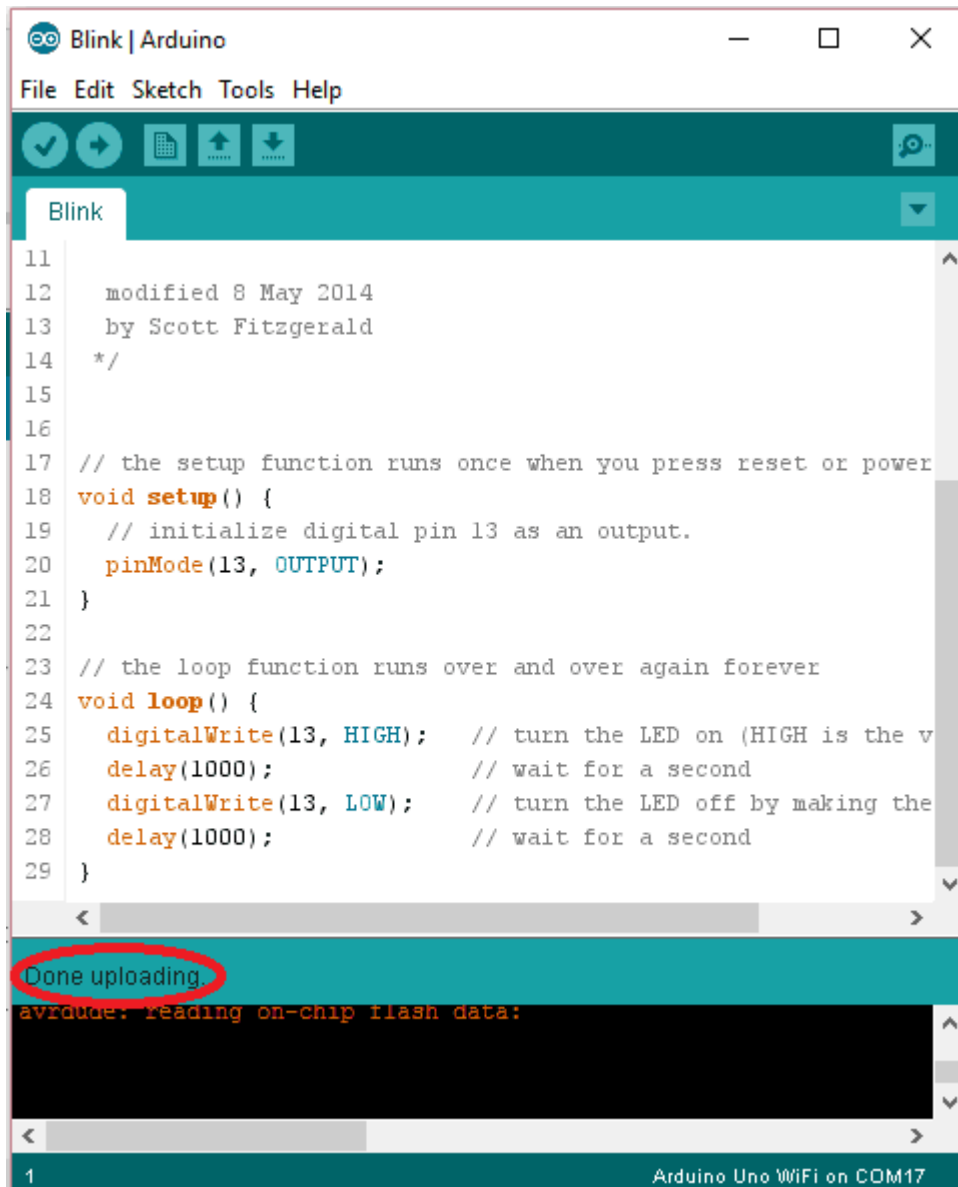 Blink | Arduino
File Edit Sketch Tools Help
Blink
11
12 modified 8 May 2014
13 by Scott Fitzgerald
14 */
15
16
17 // the setup function runs once when you press reset or power
18 void setup() {
19 // initialize digital pin 13 as an output.
20 pinMode(13, OUTPUT);
21 }
22
23 // the loop function runs over and over again forever
24 void loop() {
25 digitalWrite(13, HIGH); // turn the LED on (HIGH is the v
26 delay(1000); // wait for a second
27 digitalWrite(13, LOW); // turn the LED off by making the
28 delay(1000); // wait for a second
29 }
Done uploading.
avrdude: reading on-chip flash data:
1 Arduino Uno WiFi on COM17